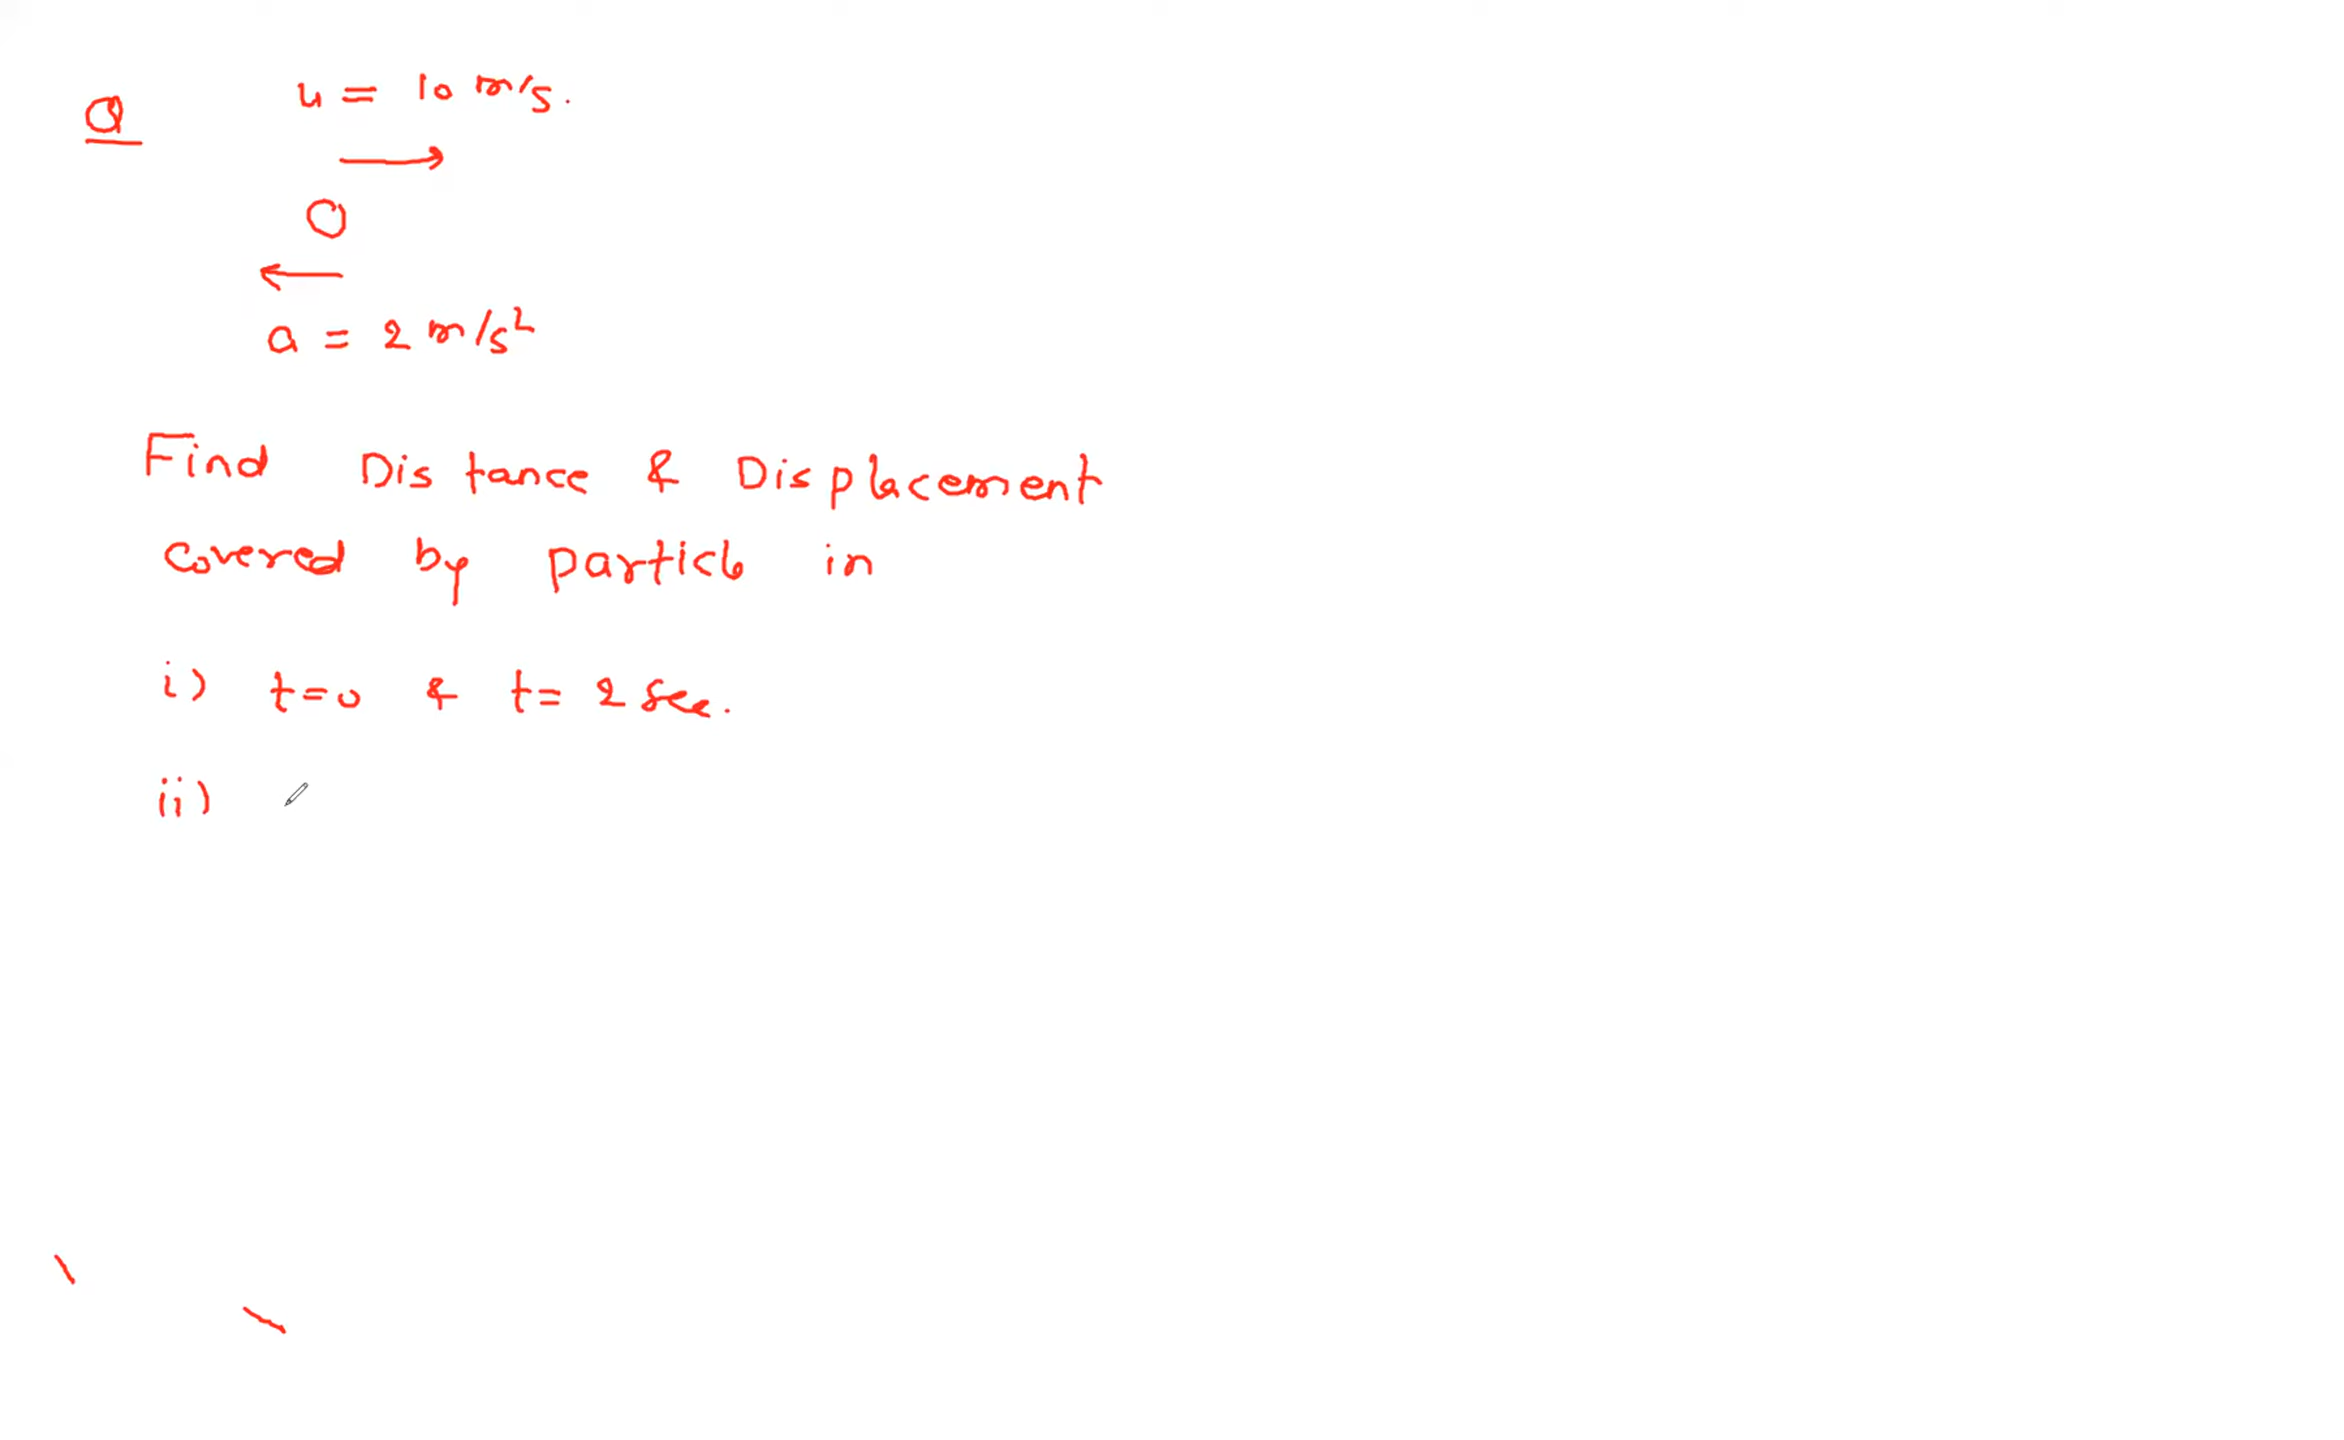 Q u = 10 m/s.
a = 2 m/s²
Find Distance & Displacement
covered by particle in
i) t=0 & t= 2 sec.
ii)